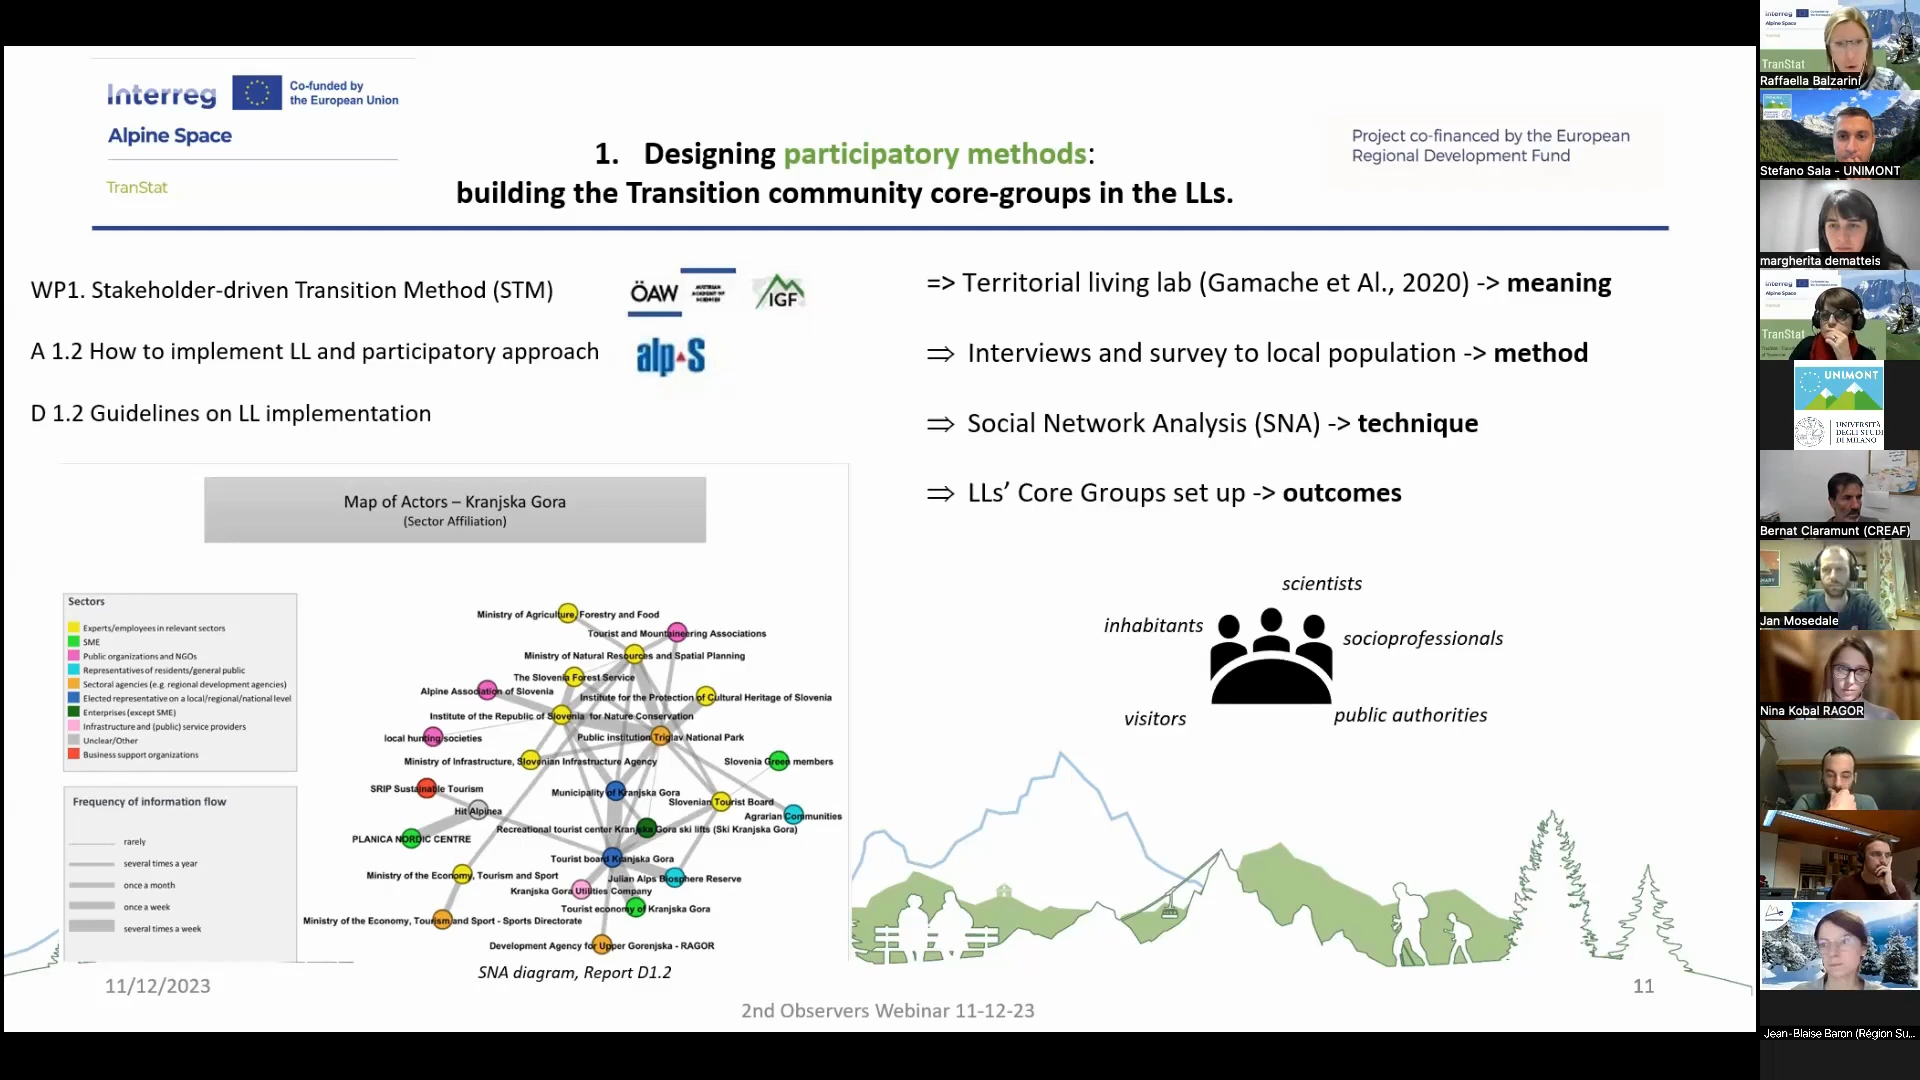 Interreg
Co-funded by
the European Union
Alpine Space
TranStat
Project co-financed by the European
Regional Development Fund
1. Designing participatory methods:
building the Transition community core-groups in the LLs.
WP1. Stakeholder-driven Transition Method (STM)
ÖAW
AUSTRIAN
ACADEMY OF
SCIENCES
IGF
A 1.2 How to implement LL and participatory approach
alpS
D 1.2 Guidelines on LL implementation
=> Territorial living lab (Gamache et Al., 2020) -> meaning
⇒ Interviews and survey to local population -> method
⇒ Social Network Analysis (SNA) -> technique
⇒ LLs’ Core Groups set up -> outcomes
Map of Actors – Kranjska Gora
(Sector Affiliation)
Sectors
Experts/employees in relevant sectors
SME
Public organizations and NGOs
Representatives of residents/general public
Sectoral agencies (e.g. regional development agencies)
Elected representative on a local/regional/national level
Enterprises (except SME)
Infrastructure and (public) service providers
Unclear/Other
Business support organizations
Frequency of information flow
rarely
several times a year
once a month
once a week
several times a week
Ministry of Agriculture, Forestry and Food
Tourist and Mountaineering Associations
Ministry of Natural Resources and Spatial Planning
The Slovenia Forest Service
Alpine Association of Slovenia
Institute for the Protection of Cultural Heritage of Slovenia
Institute of the Republic of Slovenia for Nature Conservation
local hunting societies
Public institution Triglav National Park
Ministry of Infrastructure, Slovenian Infrastructure Agency
Slovenia Green members
SRIP Sustainable Tourism
Municipality of Kranjska Gora
Slovenian Tourist Board
Hit Alpinea
Agrarian Communities
Recreational tourist center Kranjska Gora ski lifts (Ski Kranjska Gora)
PLANICA NORDIC CENTRE
Tourist board Kranjska Gora
Ministry of the Economy, Tourism and Sport
Julian Alps Biosphere Reserve
Kranjska Gora Utilities Company
Tourist economy of Kranjska Gora
Ministry of the Economy, Tourism and Sport - Sports Directorate
Development Agency for Upper Gorenjska - RAGOR
SNA diagram, Report D1.2
scientists
inhabitants
socioprofessionals
visitors
public authorities
11/12/2023
2nd Observers Webinar 11-12-23
11
Interreg
Alpine Space
TranStat
Raffaella Balzarini
Stefano Sala - UNIMONT
margherita dematteis
Interreg
Alpine Space
TranStat
UNIMONT
UNIVERSITÀ
DEGLI STUDI
DI MILANO
Bernat Claramunt (CREAF)
Jan Mosedale
Nina Kobal RAGOR
Jean-Blaise Baron (Région Su...